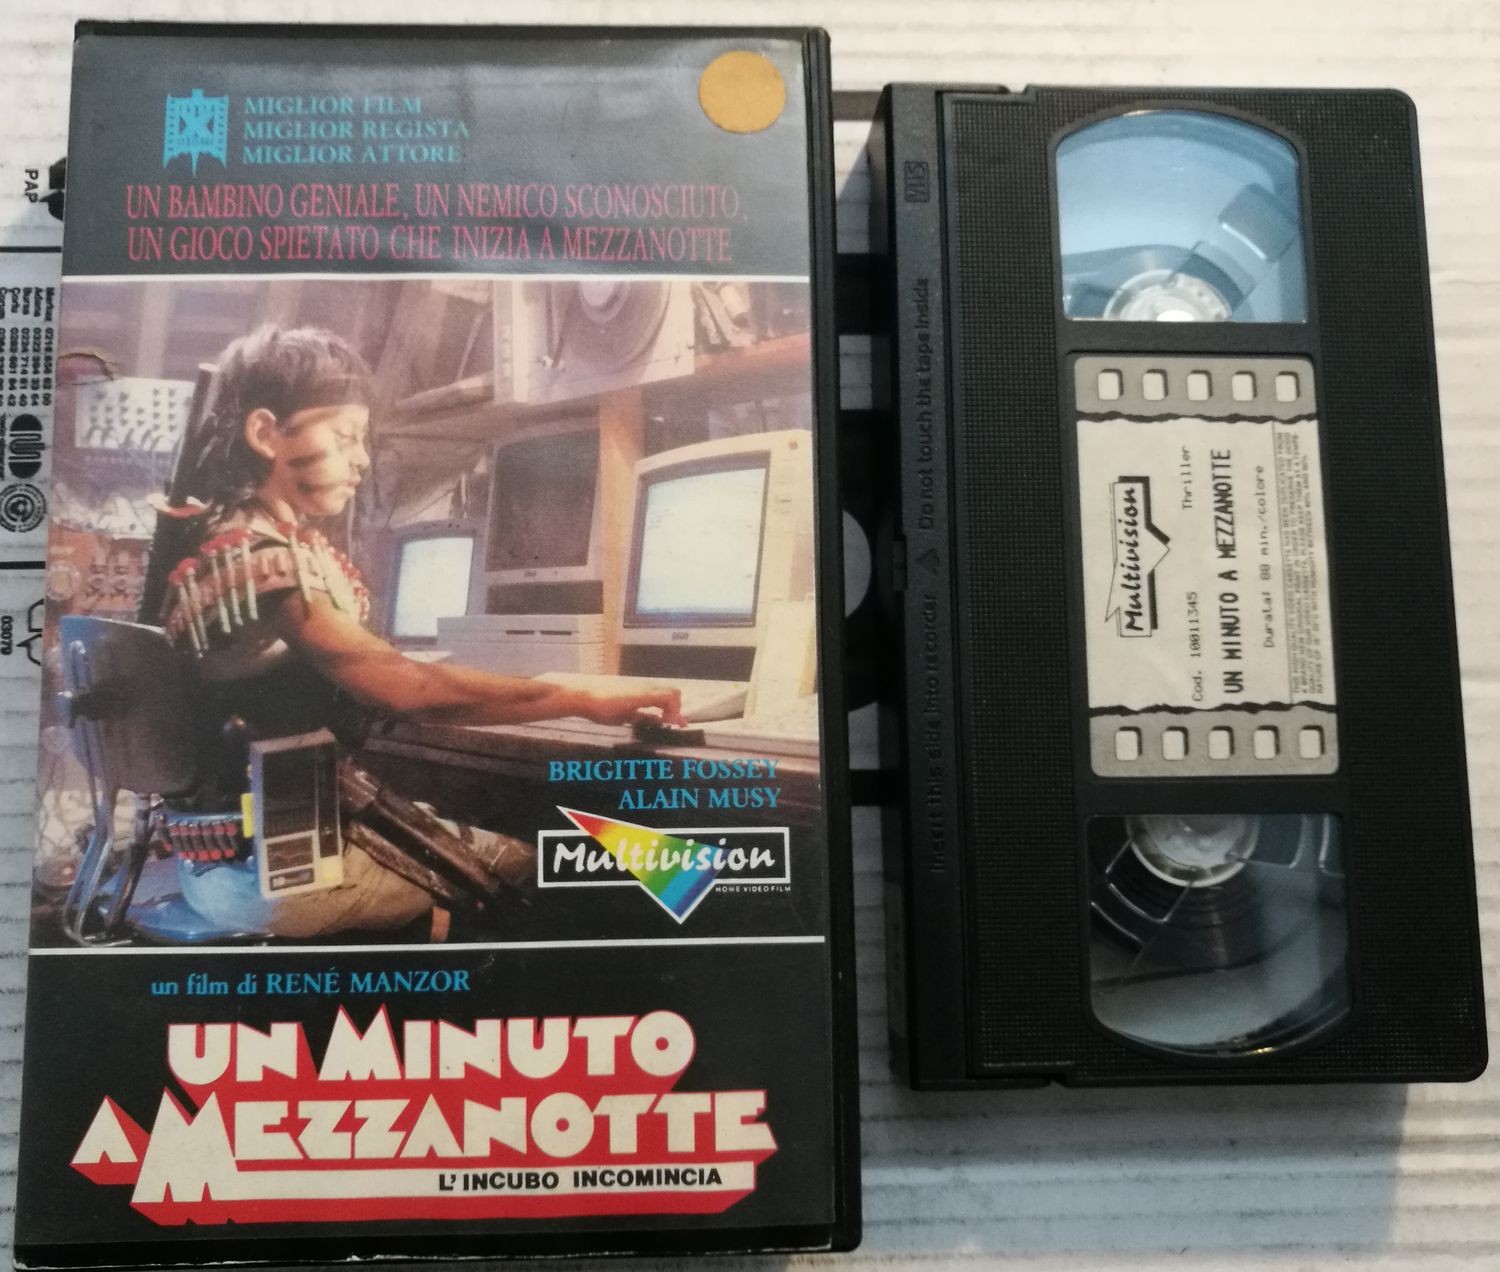 MIGLIOR FILM
MIGLIOR REGISTA
MIGLIOR ATTORE
UN BAMBINO GENIALE, UN NEMICO SCONOSCIUTO,
UN GIOCO SPIETATO CHE INIZIA A MEZZANOTTE
BRIGITTE FOSSEY
ALAIN MUSY
Multivision
HOME VIDEO FILM
un film di RENÉ MANZOR
UN MINUTO
A MEZZANOTTE
L'INCUBO INCOMINCIA
VHS
Insert this side into recorder
Do not touch the tape inside
Multivision
Thriller
Cod. 10011345
UN MINUTO A MEZZANOTTE
Durata: 88 min./colore
PAP
03070